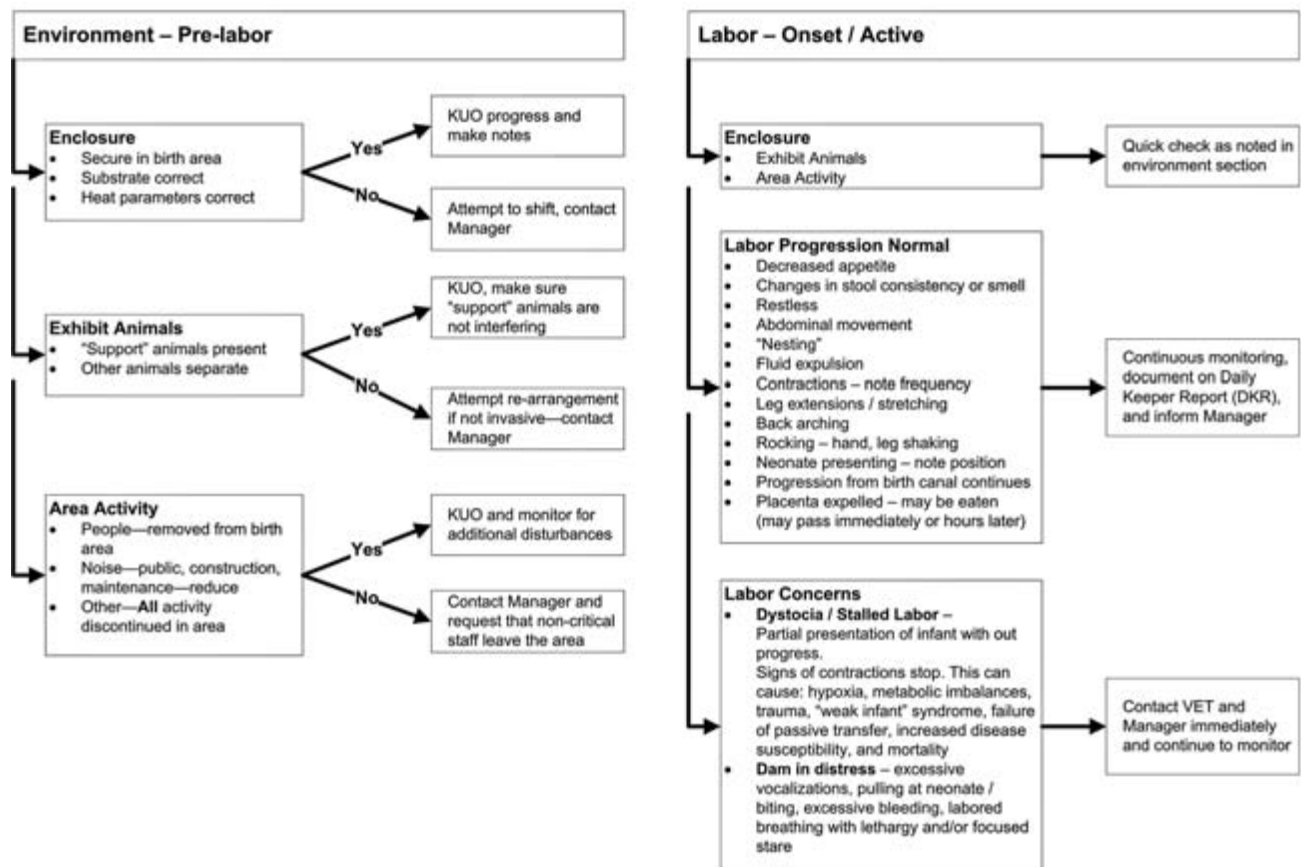 Environment – Pre-labor
Enclosure
• Secure in birth area
• Substrate correct
• Heat parameters correct
Yes
KUO progress and
make notes
No
Attempt to shift, contact
Manager
Exhibit Animals
• “Support” animals present
• Other animals separate
Yes
KUO, make sure
“support” animals are
not interfering
No
Attempt re-arrangement
if not invasive—contact
Manager
Area Activity
• People—removed from birth
area
• Noise—public, construction,
maintenance—reduce
• Other—All activity
discontinued in area
Yes
KUO and monitor for
additional disturbances
No
Contact Manager and
request that non-critical
staff leave the area
Labor – Onset / Active
Enclosure
• Exhibit Animals
• Area Activity
Quick check as noted in
environment section
Labor Progression Normal
• Decreased appetite
• Changes in stool consistency or smell
• Restless
• Abdominal movement
• “Nesting”
• Fluid expulsion
• Contractions – note frequency
• Leg extensions / stretching
• Back arching
• Rocking – hand, leg shaking
• Neonate presenting – note position
• Progression from birth canal continues
• Placenta expelled – may be eaten
(may pass immediately or hours later)
Continuous monitoring,
document on Daily
Keeper Report (DKR),
and inform Manager
Labor Concerns
• Dystocia / Stalled Labor –
Partial presentation of infant with out
progress.
Signs of contractions stop. This can
cause: hypoxia, metabolic imbalances,
trauma, “weak infant” syndrome, failure
of passive transfer, increased disease
susceptibility, and mortality
• Dam in distress – excessive
vocalizations, pulling at neonate /
biting, excessive bleeding, labored
breathing with lethargy and/or focused
stare
Contact VET and
Manager immediately
and continue to monitor